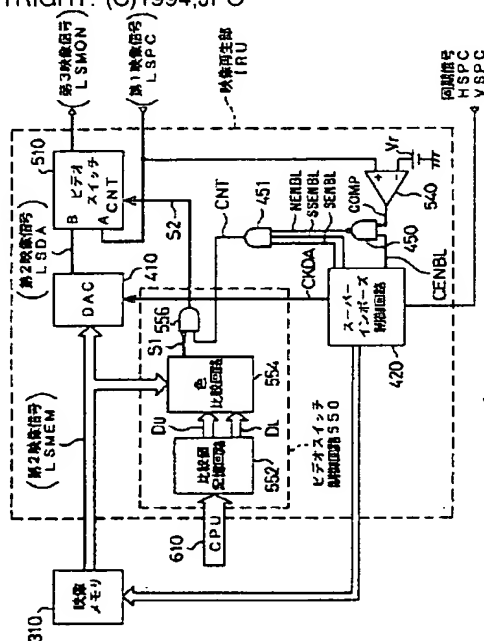 TRIGHT: (C)1994,JPO
(第3映像信号)
LSMON
(第1映像信号)
LSPC
映像再生部
IRU
同期信号
HSPC
VSPC
510
ビデオ
スイッチ
CNT
B
A
(第2映像信号)
LSDA
S2
CNT
451
NENBL
SSENBL
SENBL
COMP
Vr
540
+
-
450
CENBL
DAC
410
CKDA
556
S1
スーパー
インポーズ
制御回路
420
(第2映像信号)
LSMEM
色
比較回路
554
DU
DL
比較値
記憶回路
552
ビデオスイッチ
制御回路550
CPU
610
映像
メモリ
310